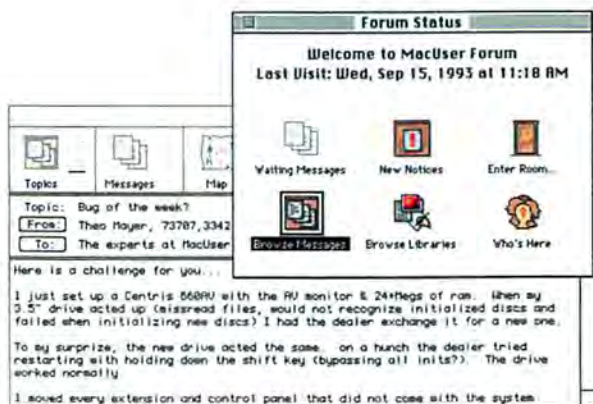 Forum Status
Welcome to MacUser Forum
Last Visit: Wed, Sep 15, 1993 at 11:18 AM
Waiting Messages
New Notices
Enter Room...
Browse Messages
Browse Libraries
Who's Here
Topics
Messages
Map
Topic: Bug of the week?
From: Theo Mayer, 73707,3342
To: The experts at MacUser
Here is a challenge for you...
I just set up a Centris 660AV with the AV monitor & 24+Megs of ram. When my
3.5" drive acted up (missread files, would not recognize initialized discs and
failed when initializing new discs) I had the dealer exchange it for a new one.
To my surprize, the new drive acted the same. on a hunch the dealer tried
restarting with holding down the shift key (bypassing all inits?). The drive
worked normally.
I moved every extension and control panel that did not come with the system